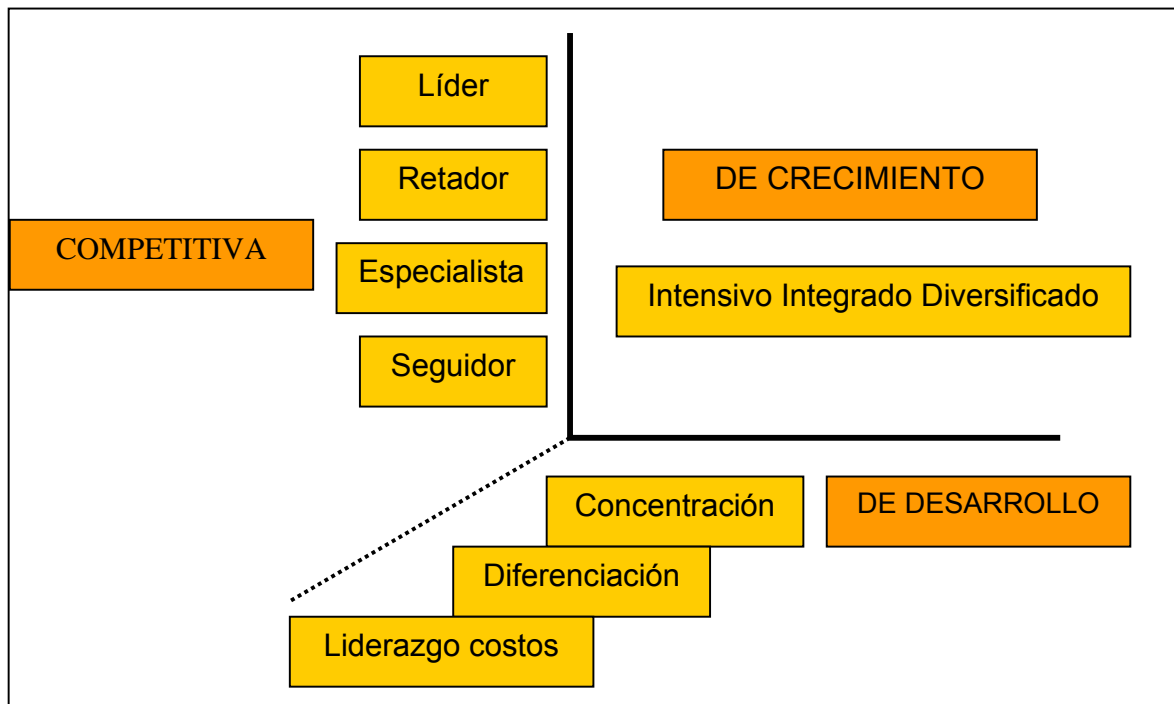 Líder
Retador
DE CRECIMIENTO
COMPETITIVA
Especialista
Intensivo Integrado Diversificado
Seguidor
Concentración
DE DESARROLLO
Diferenciación
Liderazgo costos